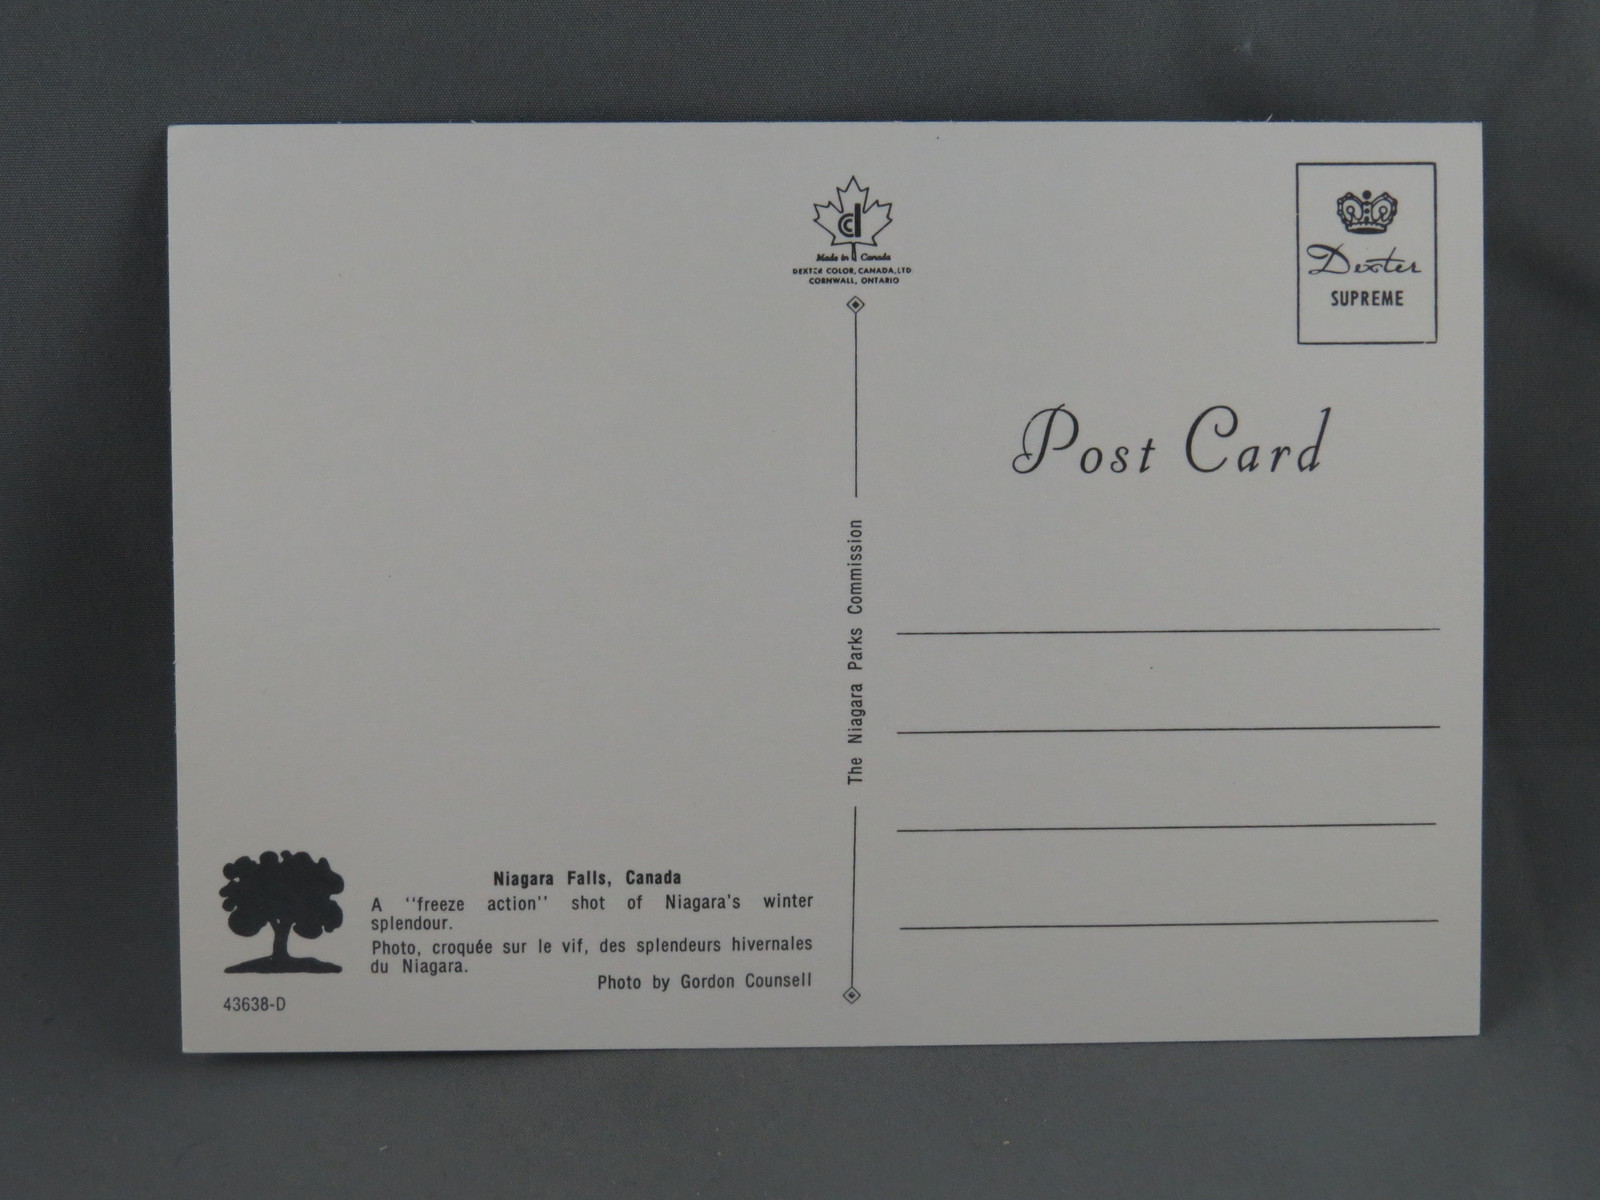 cd
Made in Canada
DEXTER COLOR, CANADA, LTD
CORNWALL, ONTARIO
Dexter
SUPREME
Post Card
The Niagara Parks Commission
Niagara Falls, Canada
A "freeze action" shot of Niagara's winter
splendour.
Photo, croquée sur le vif, des splendeurs hivernales
du Niagara.
Photo by Gordon Counsell
43638-D